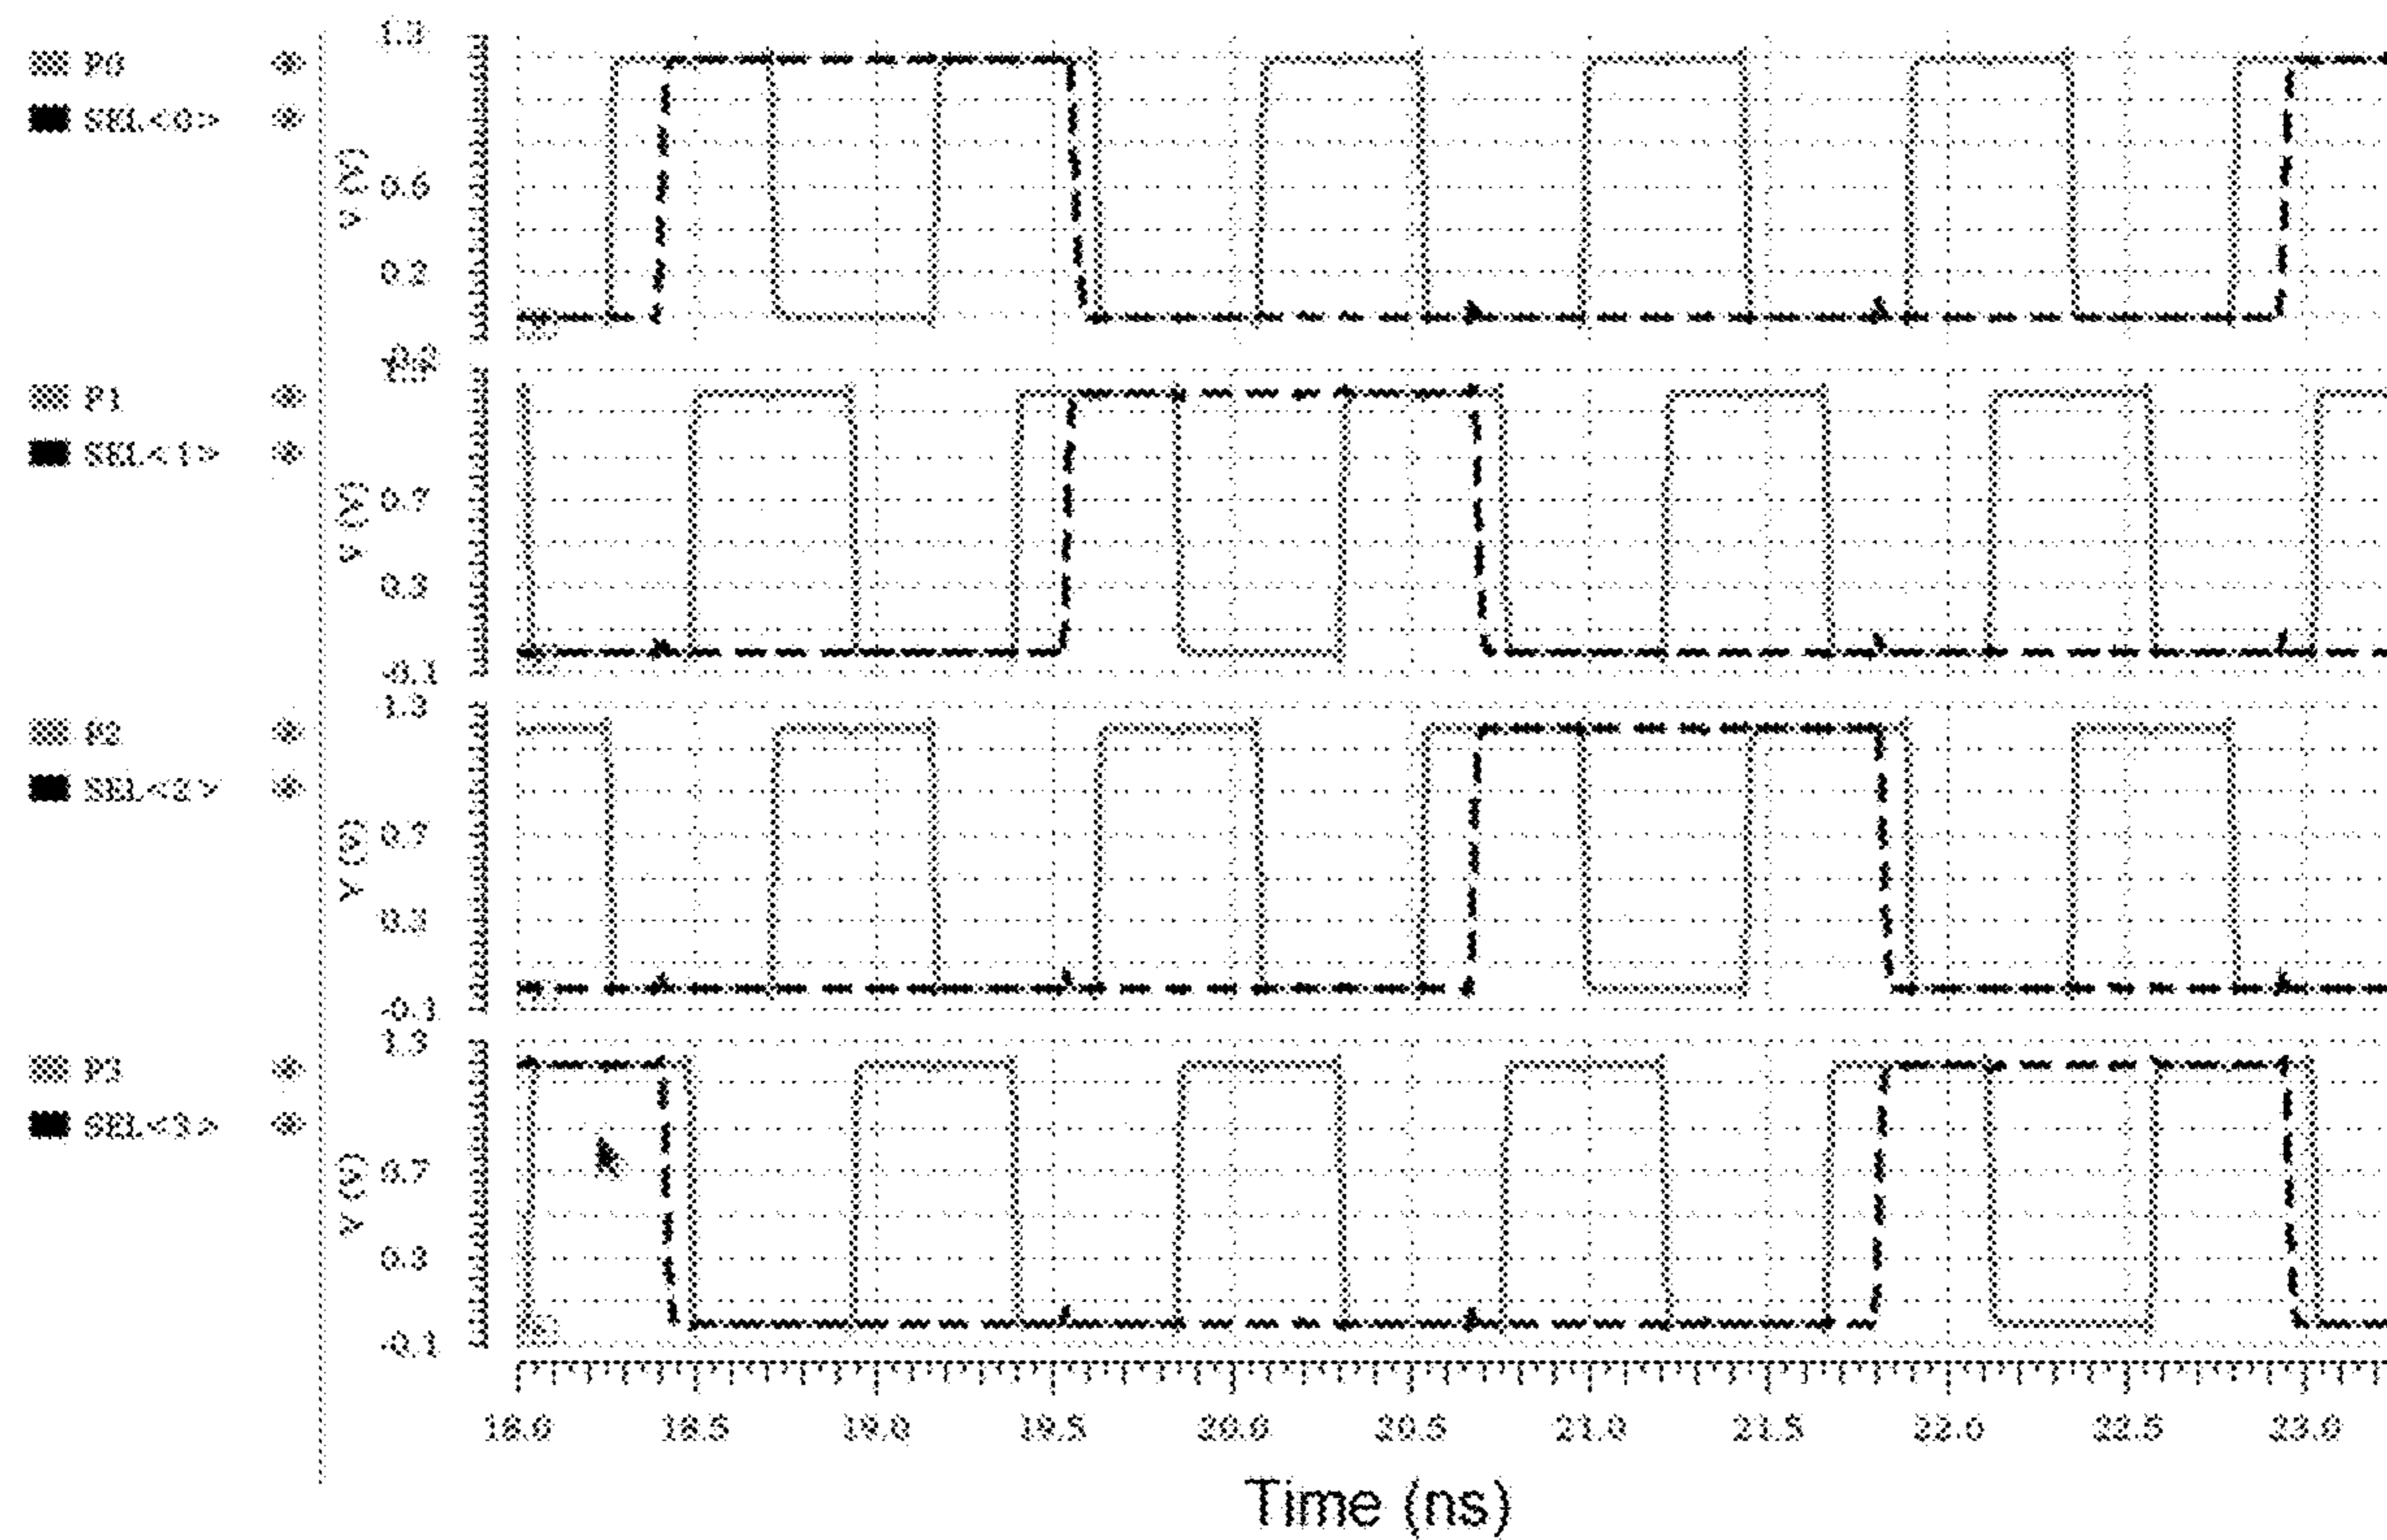 P0
SEL<0>
V (V)
1.3
0.6
0.2
P1
SEL<1>
V (V)
0.7
0.3
-0.1
P2
SEL<2>
V (V)
1.3
0.7
0.3
-0.1
P3
SEL<3>
V (V)
1.3
0.7
0.3
-0.1
18.0 18.5 19.0 19.5 20.0 20.5 21.0 21.5 22.0 22.5 23.0
Time (ns)